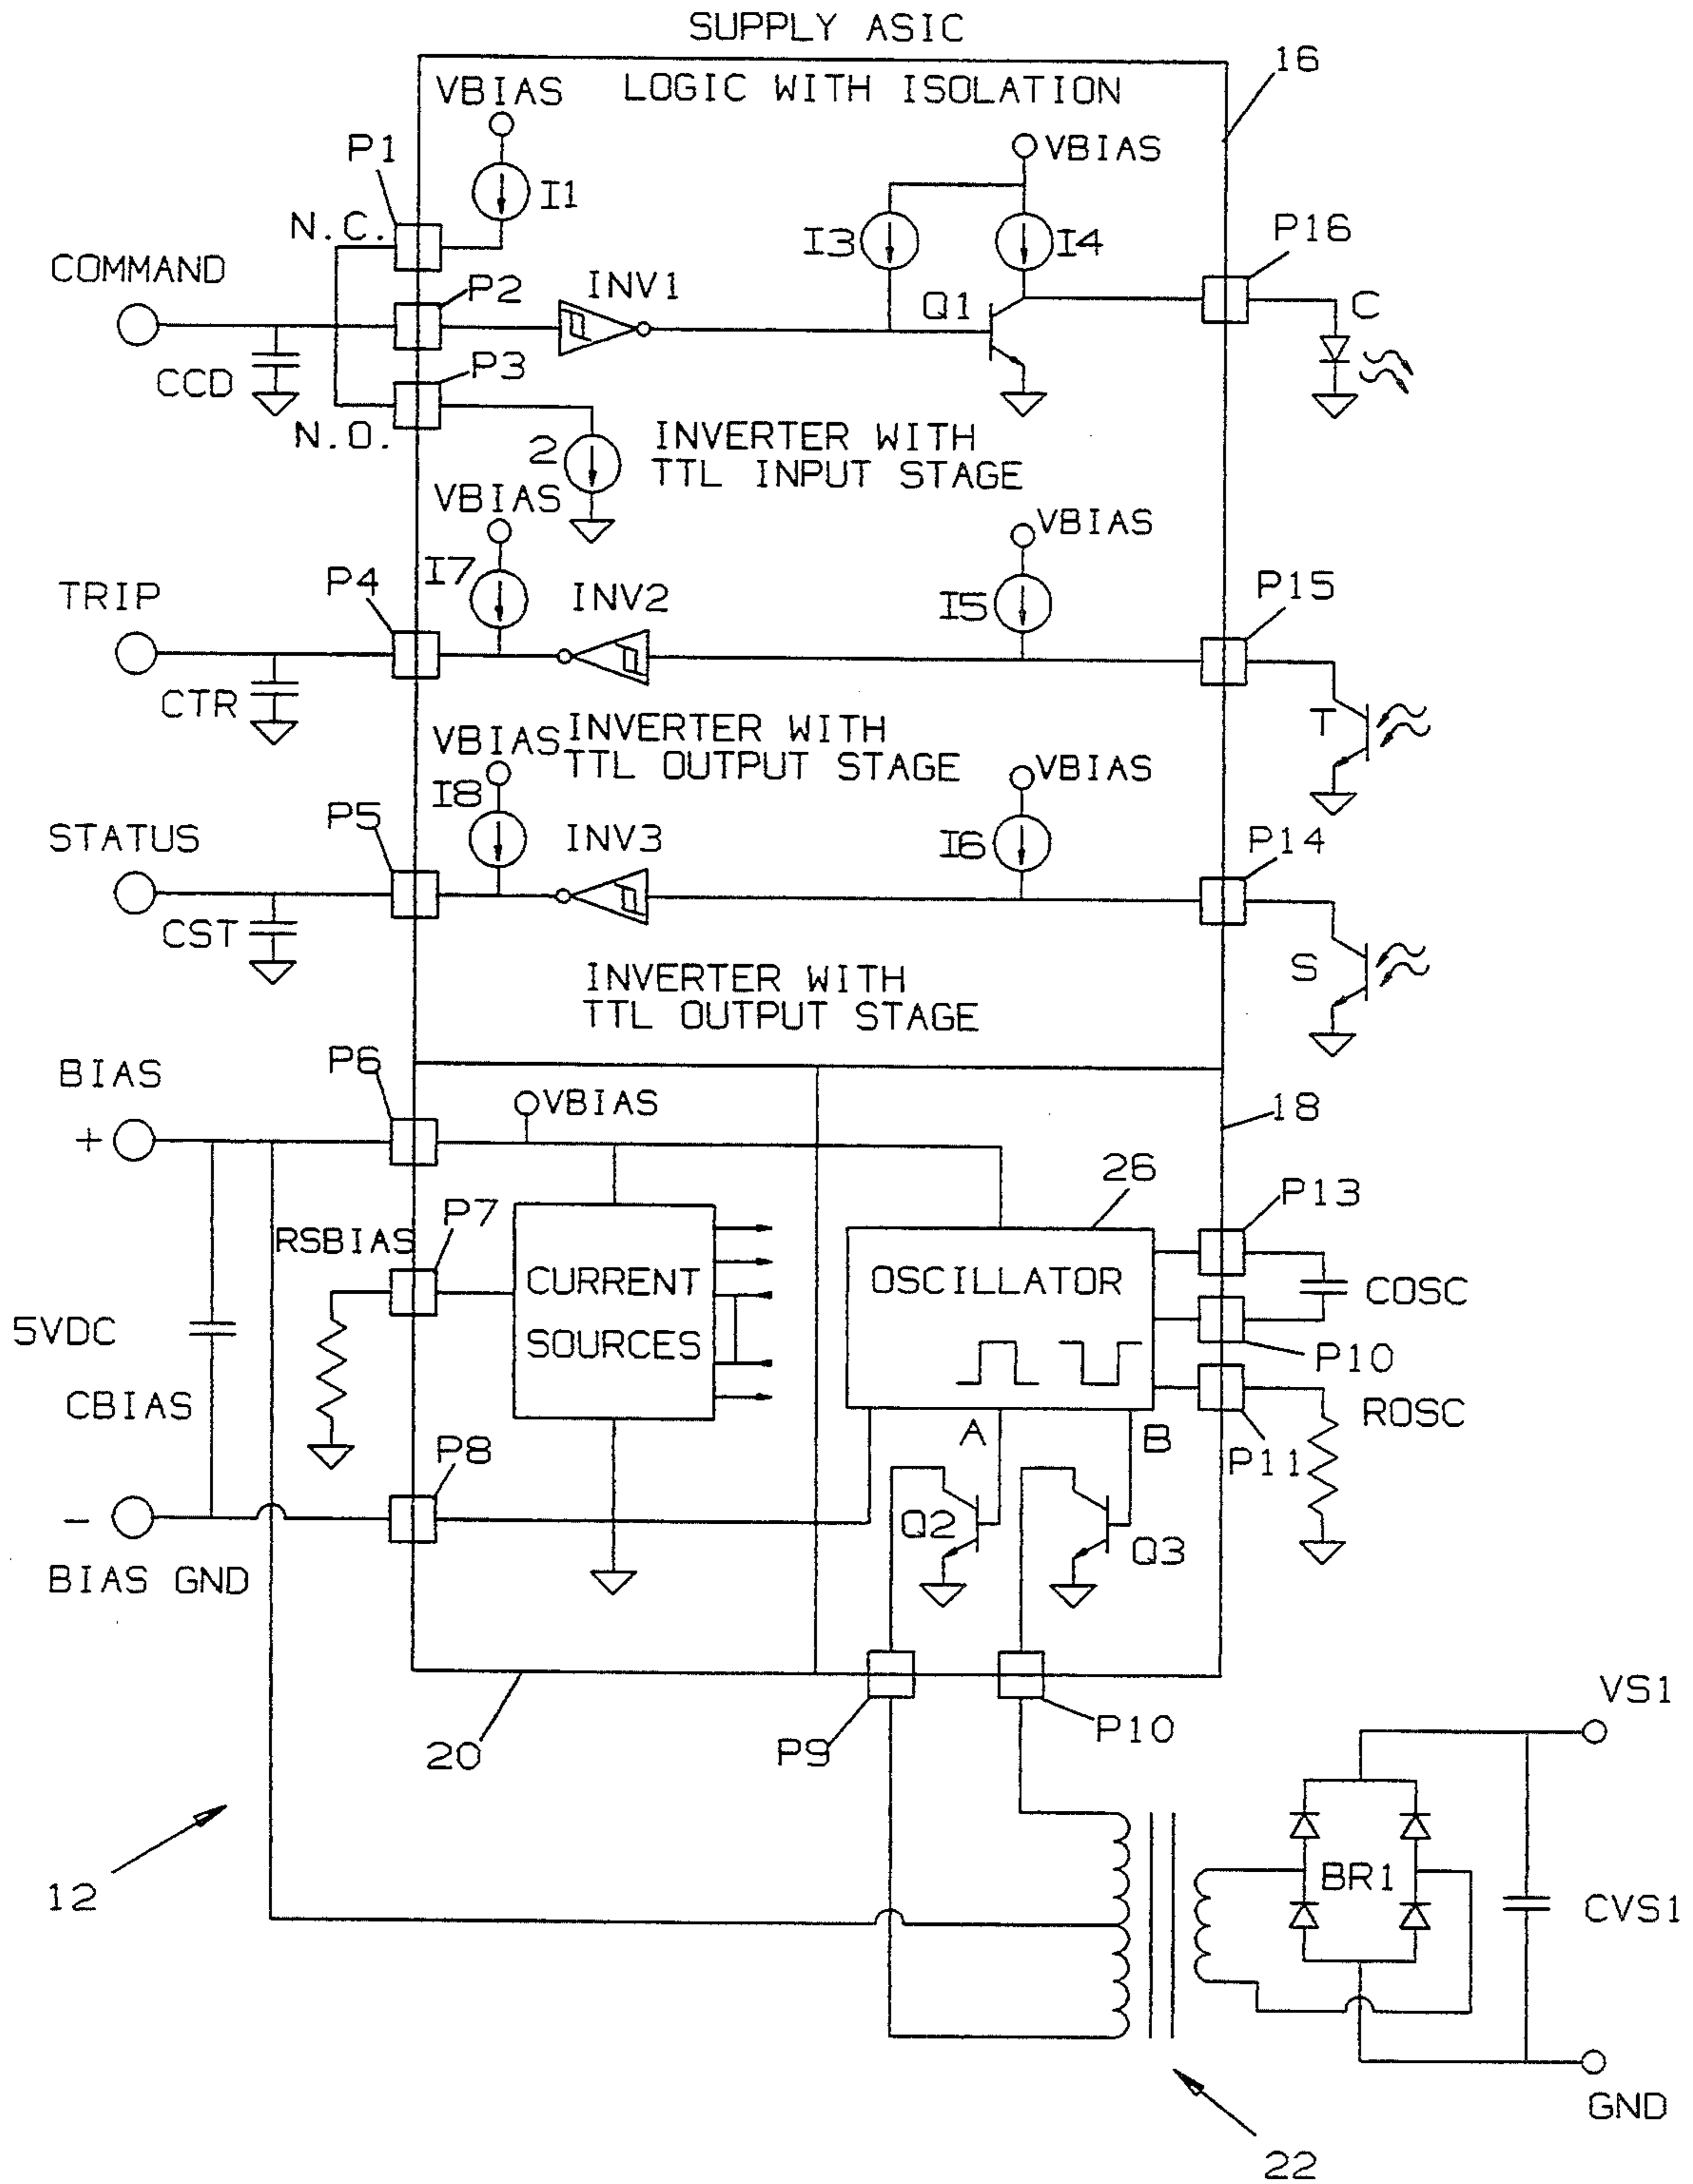 SUPPLY ASIC
16
LOGIC WITH ISOLATION
VBIAS
VBIAS
P1
I1
N.C.
I3
I4
P16
COMMAND
P2
INV1
Q1
C
CCD
P3
N.O.
2
INVERTER WITH
TTL INPUT STAGE
VBIAS
VBIAS
TRIP
P4
I7
INV2
I5
P15
CTR
T
VBIAS
INVERTER WITH
TTL OUTPUT STAGE
VBIAS
I8
STATUS
P5
INV3
I6
P14
CST
S
INVERTER WITH
TTL OUTPUT STAGE
BIAS
P6
VBIAS
18
+
26
P13
P7
RSBIAS
CURRENT
SOURCES
OSCILLATOR
COSC
5VDC
P10
CBIAS
ROSC
A
B
P8
P11
-
Q2
Q3
BIAS GND
VS1
20
P9
P10
12
BR1
CVS1
GND
22